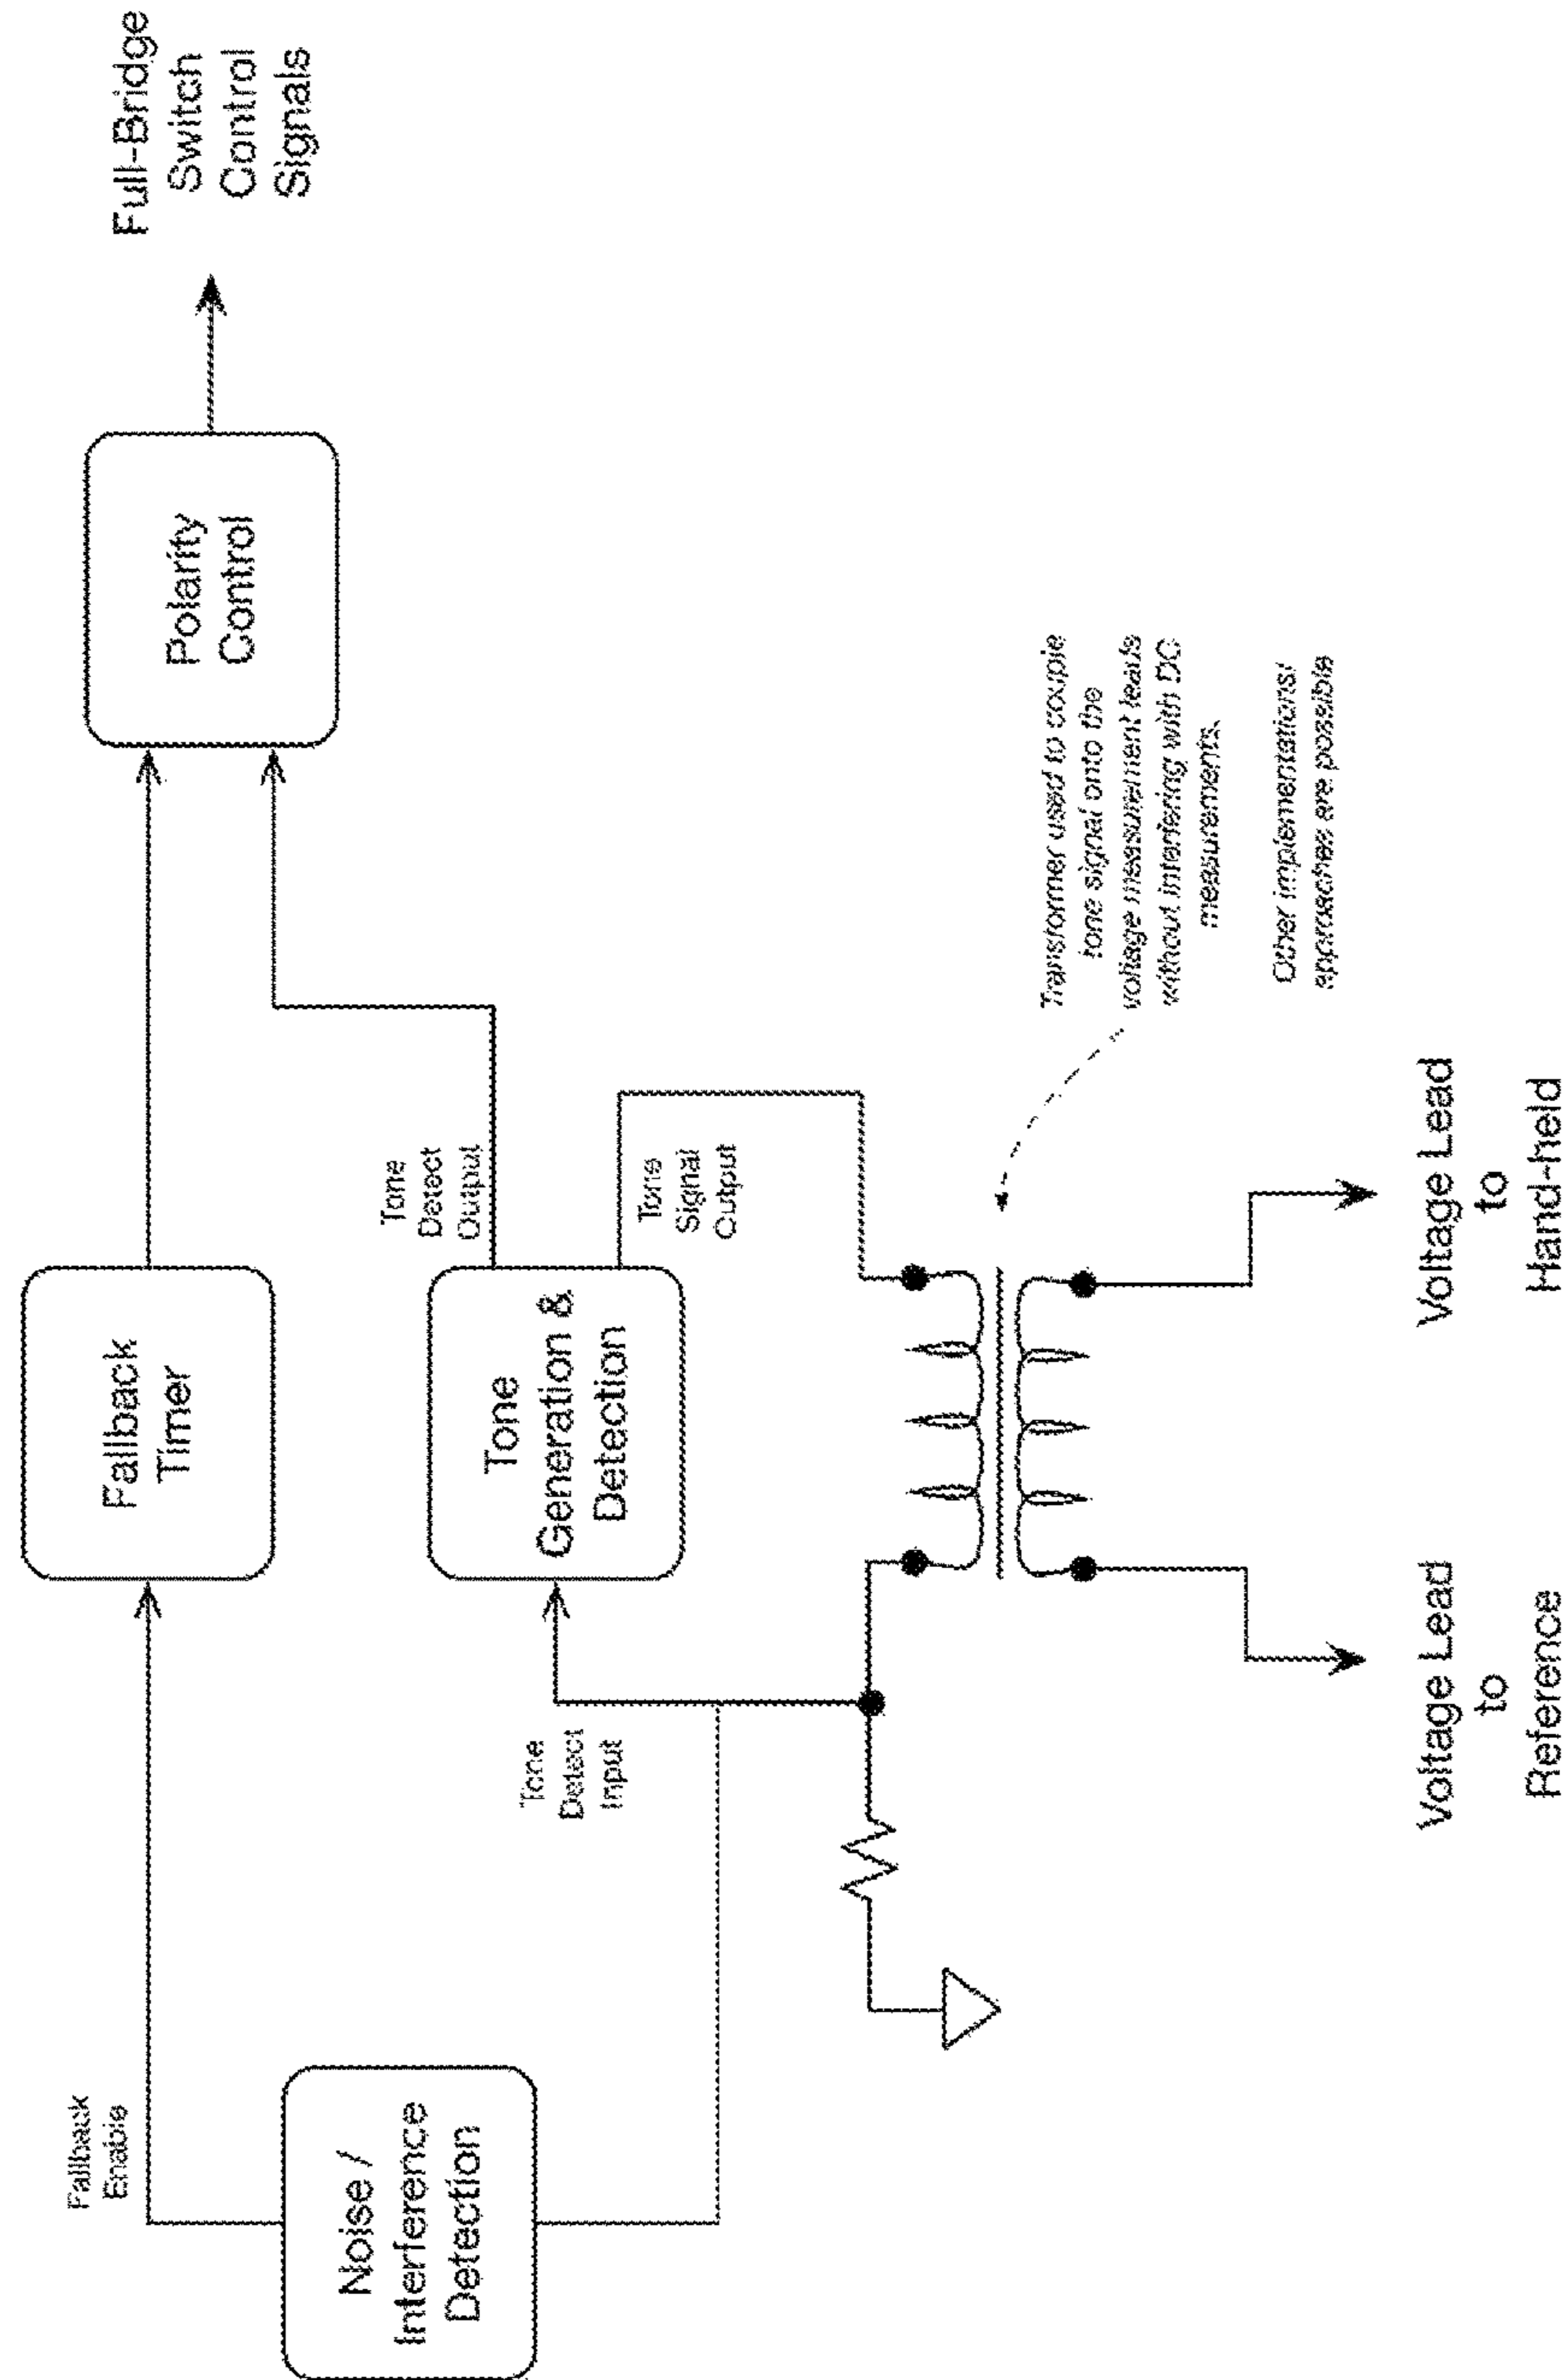 Fallback
Enable
Noise /
Interference
Detection
Fallback
Timer
Tone
Detect
Input
Tone
Generation &
Detection
Tone
Detect
Output
Tone
Signal
Output
Polarity
Control
Full-Bridge
Switch
Control
Signals
Transformer used to couple
tone signal onto the
voltage measurement leads
without interfering with DC
measurements.
Other implementations/
approaches are possible
Voltage Lead
to
Reference
Voltage Lead
to
Hand-held